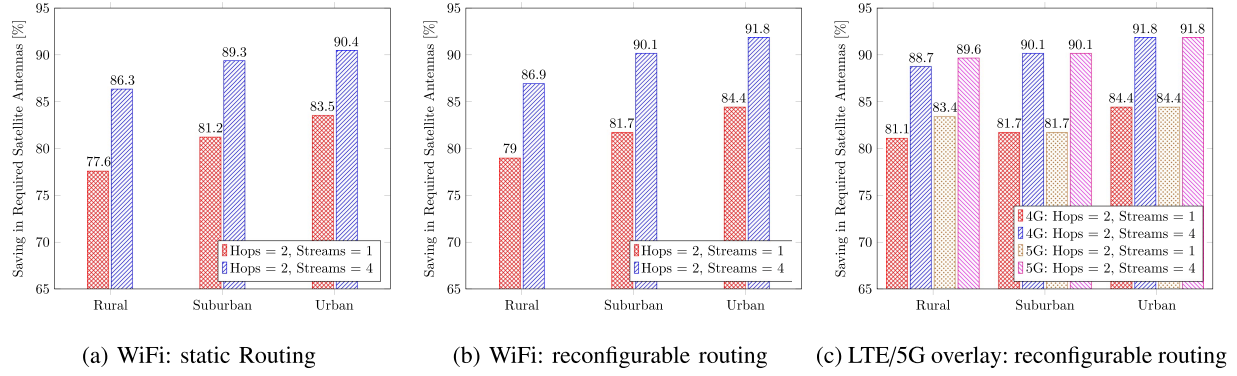 Saving in Required Satellite Antennas [%]
95
90
85
80
75
70
65
77.6
86.3
81.2
89.3
83.5
90.4
Hops = 2, Streams = 1
Hops = 2, Streams = 4
Rural Suburban Urban
(a) WiFi: static Routing
Saving in Required Satellite Antennas [%]
95
90
85
80
75
70
65
79
86.9
81.7
90.1
84.4
91.8
Hops = 2, Streams = 1
Hops = 2, Streams = 4
Rural Suburban Urban
(b) WiFi: reconfigurable routing
Saving in Required Satellite Antennas [%]
95
90
85
80
75
70
65
81.1
88.7
83.4
89.6
81.7
90.1
81.7
90.1
84.4
91.8
84.4
91.8
4G: Hops = 2, Streams = 1
4G: Hops = 2, Streams = 4
5G: Hops = 2, Streams = 1
5G: Hops = 2, Streams = 4
Rural Suburban Urban
(c) LTE/5G overlay: reconfigurable routing